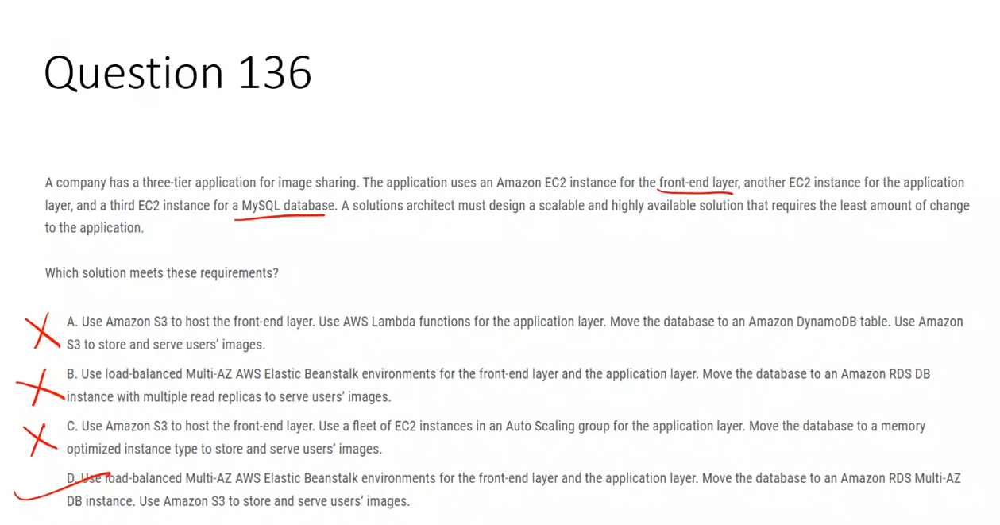 Question 136
A company has a three-tier application for image sharing. The application uses an Amazon EC2 instance for the front-end layer, another EC2 instance for the application
layer, and a third EC2 instance for a MySQL database. A solutions architect must design a scalable and highly available solution that requires the least amount of change
to the application.
Which solution meets these requirements?
A. Use Amazon S3 to host the front-end layer. Use AWS Lambda functions for the application layer. Move the database to an Amazon DynamoDB table. Use Amazon
S3 to store and serve users’ images.
B. Use load-balanced Multi-AZ AWS Elastic Beanstalk environments for the front-end layer and the application layer. Move the database to an Amazon RDS DB
instance with multiple read replicas to serve users’ images.
C. Use Amazon S3 to host the front-end layer. Use a fleet of EC2 instances in an Auto Scaling group for the application layer. Move the database to a memory
optimized instance type to store and serve users’ images.
D. Use load-balanced Multi-AZ AWS Elastic Beanstalk environments for the front-end layer and the application layer. Move the database to an Amazon RDS Multi-AZ
DB instance. Use Amazon S3 to store and serve users’ images.